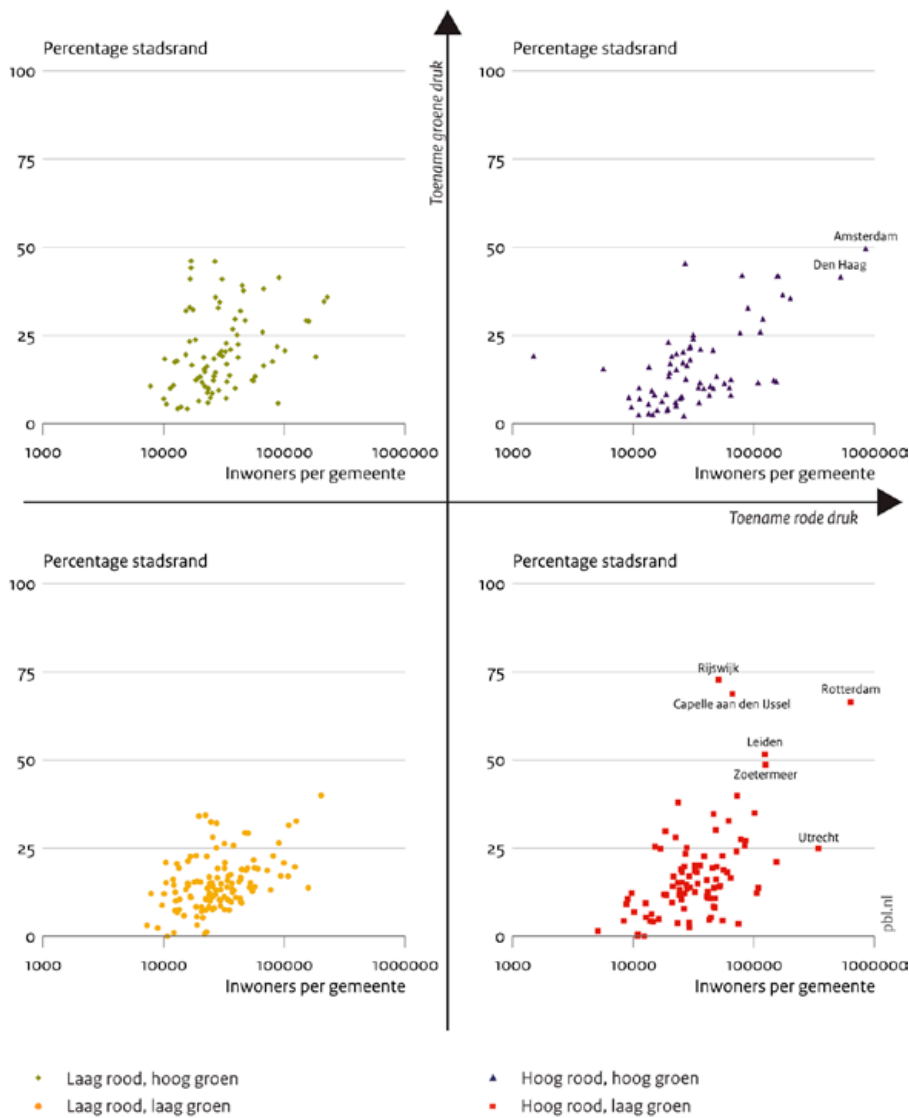 Percentage stadsrand
100
75
50
25
0
1000 10000 100000 1000000
Inwoners per gemeente
Toename groene druk
Percentage stadsrand
100
75
50
25
0
Amsterdam
Den Haag
1000 10000 100000 1000000
Inwoners per gemeente
Toename rode druk
Percentage stadsrand
100
75
50
25
0
1000 10000 100000 1000000
Inwoners per gemeente
Percentage stadsrand
100
75
50
25
0
Rijswijk
Capelle aan den IJssel
Rotterdam
Leiden
Zoetermeer
Utrecht
1000 10000 100000 1000000
Inwoners per gemeente
pbl.nl
Laag rood, hoog groen
Laag rood, laag groen
Hoog rood, hoog groen
Hoog rood, laag groen